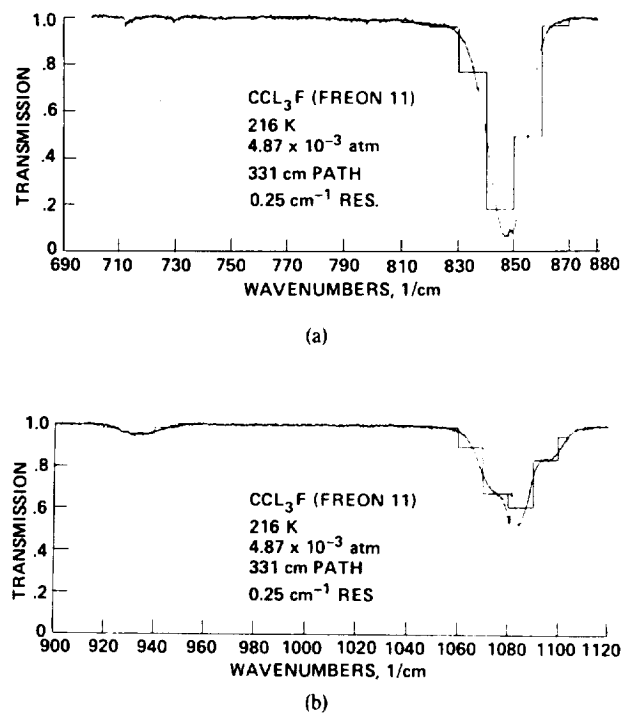 1.0
.8
.6
.4
.2
0
TRANSMISSION
CCL₃F (FREON 11)
216 K
4.87 x 10⁻³ atm
331 cm PATH
0.25 cm⁻¹ RES.
690 710 730 750 770 790 810 830 850 870 880
WAVENUMBERS, 1/cm
(a)
1.0
.8
.6
.4
.2
0
TRANSMISSION
CCL₃F (FREON 11)
216 K
4.87 x 10⁻³ atm
331 cm PATH
0.25 cm⁻¹ RES
900 920 940 960 980 1000 1020 1040 1060 1080 1100 1120
WAVENUMBERS, 1/cm
(b)